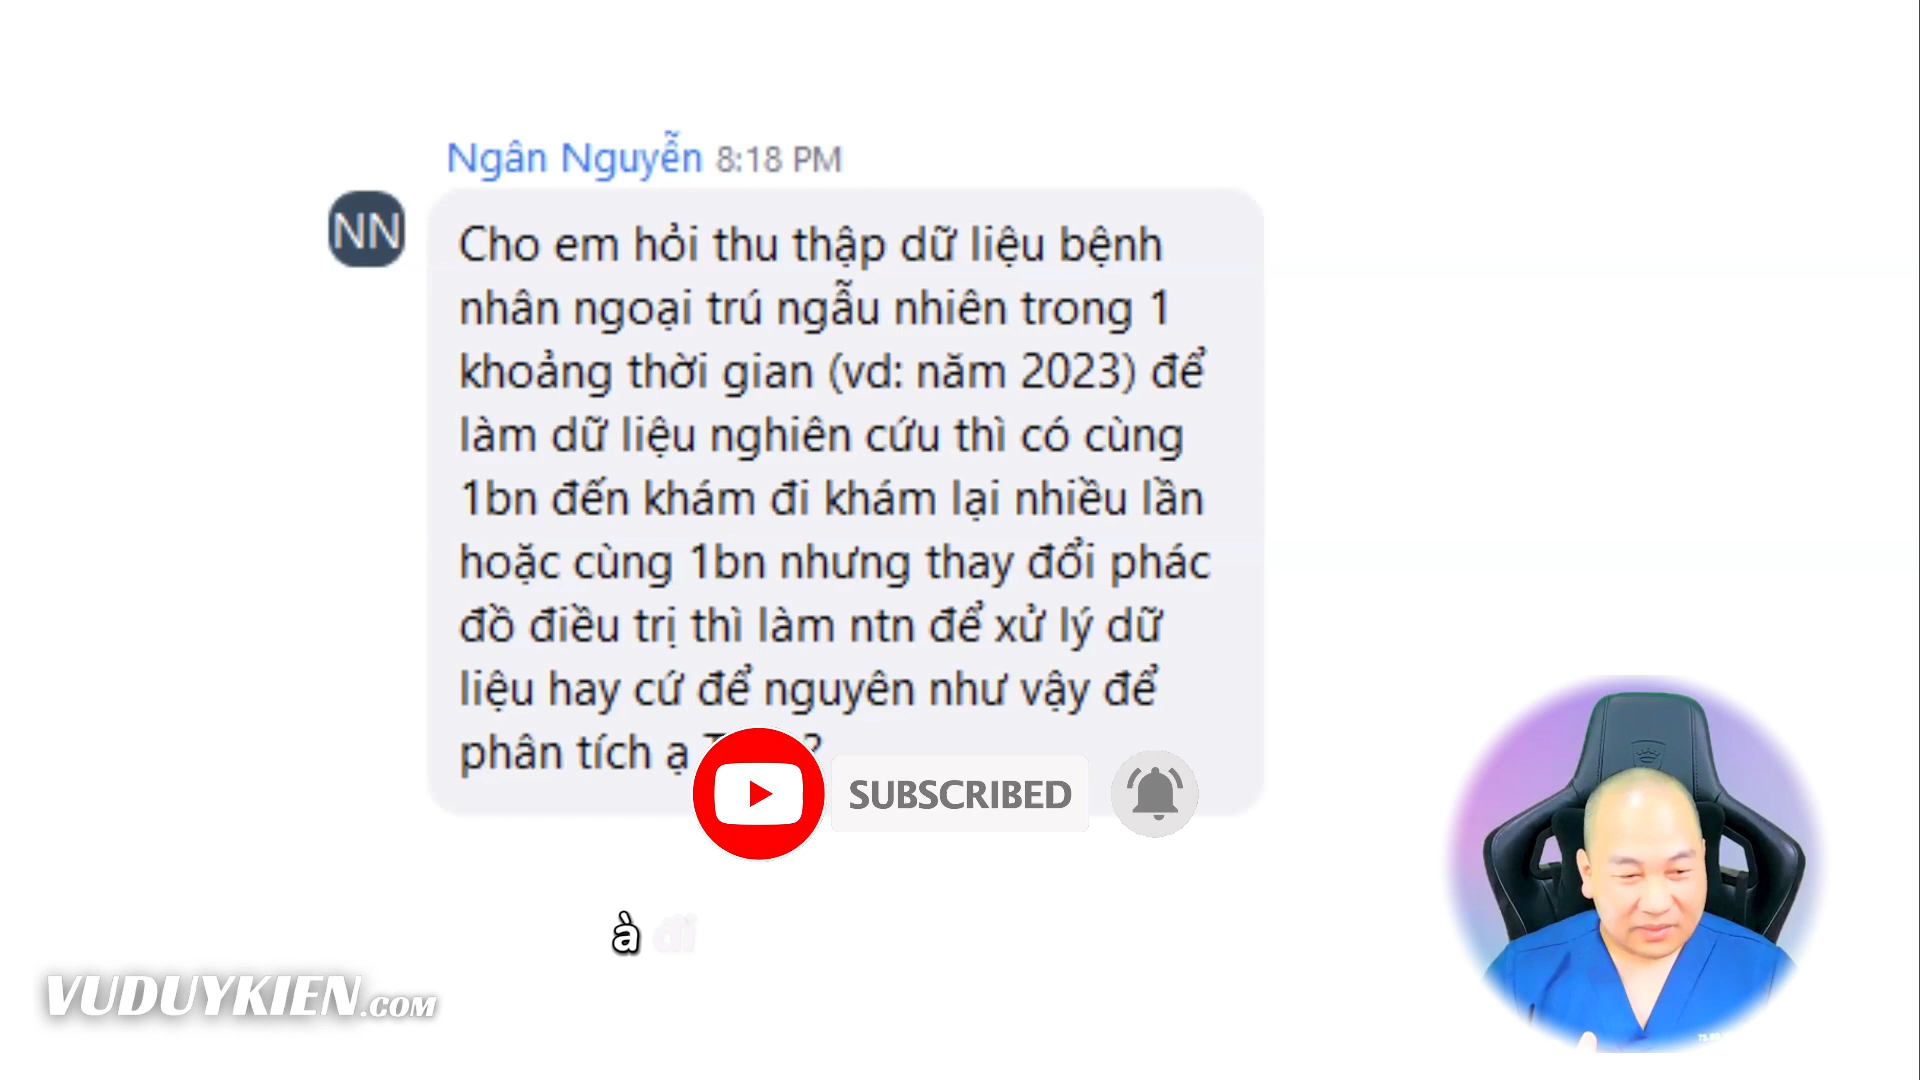 Ngân Nguyễn 8:18 PM
NN
Cho em hỏi thu thập dữ liệu bệnh
nhân ngoại trú ngẫu nhiên trong 1
khoảng thời gian (vd: năm 2023) để
làm dữ liệu nghiên cứu thì có cùng
1bn đến khám đi khám lại nhiều lần
hoặc cùng 1bn nhưng thay đổi phác
đồ điều trị thì làm ntn để xử lý dữ
liệu hay cứ để nguyên như vậy để
phân tích ạ ?
SUBSCRIBED
à đi
VUDUYKIEN.COM